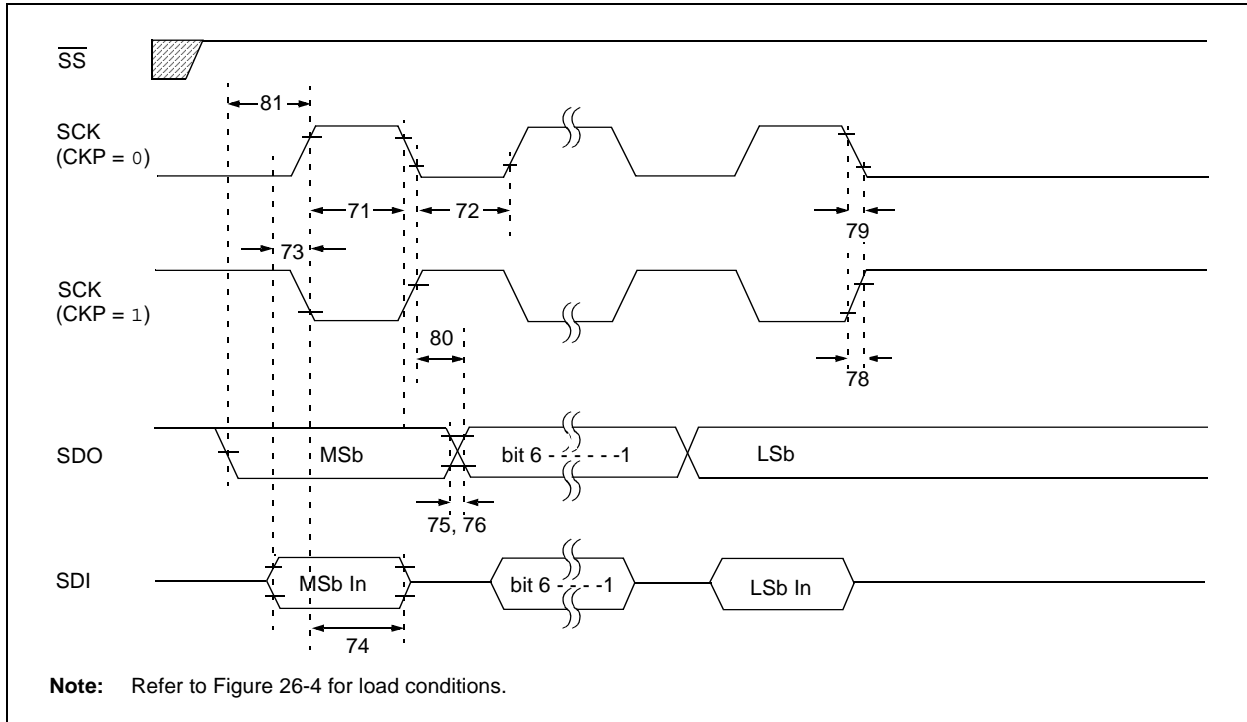 SS
81
SCK
(CKP = 0)
71
72
79
73
SCK
(CKP = 1)
80
78
SDO
MSb
bit 6 - - - - - -1
LSb
75, 76
SDI
MSb In
bit 6 - - - - -1
LSb In
74
Note: Refer to Figure 26-4 for load conditions.